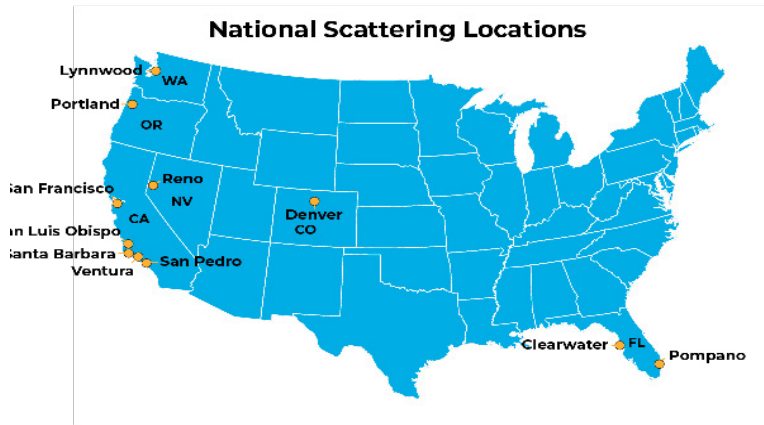 National Scattering Locations
Lynnwood
WA
Portland
OR
San Francisco
Reno
NV
CA
Denver
CO
an Luis Obispo
Santa Barbara
San Pedro
Ventura
Clearwater
FL
Pompano